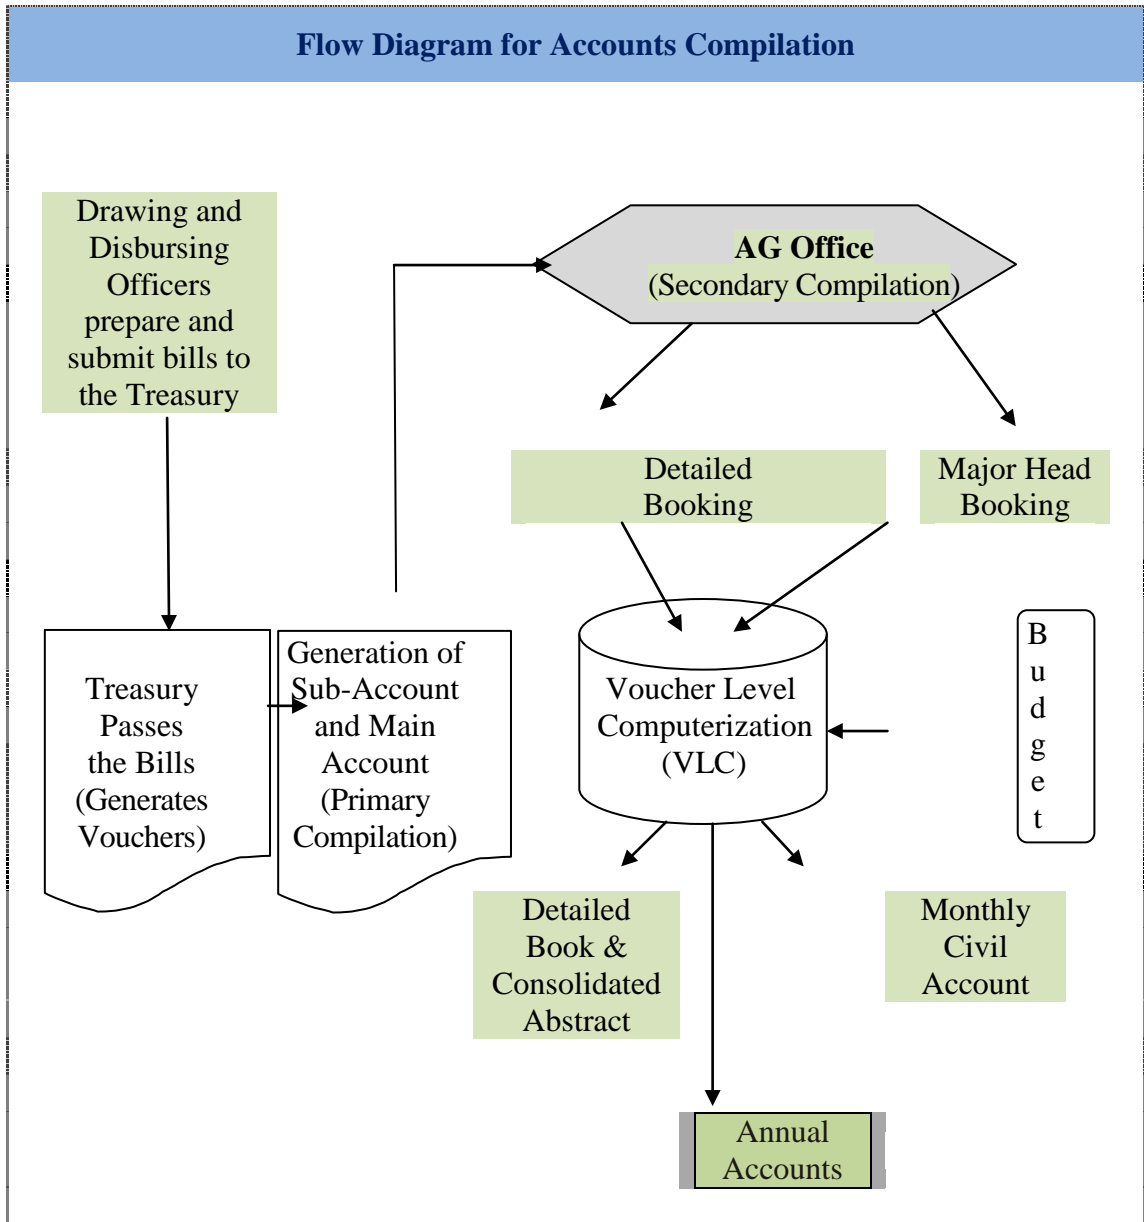 Flow Diagram for Accounts Compilation
Drawing and
Disbursing
Officers
prepare and
submit bills to
the Treasury
AG Office
(Secondary Compilation)
Detailed
Booking
Major Head
Booking
Treasury
Passes
the Bills
(Generates
Vouchers)
Generation of
Sub-Account
and Main
Account
(Primary
Compilation)
Voucher Level
Computerization
(VLC)
B
u
d
g
e
t
Detailed
Book &
Consolidated
Abstract
Monthly
Civil
Account
Annual
Accounts